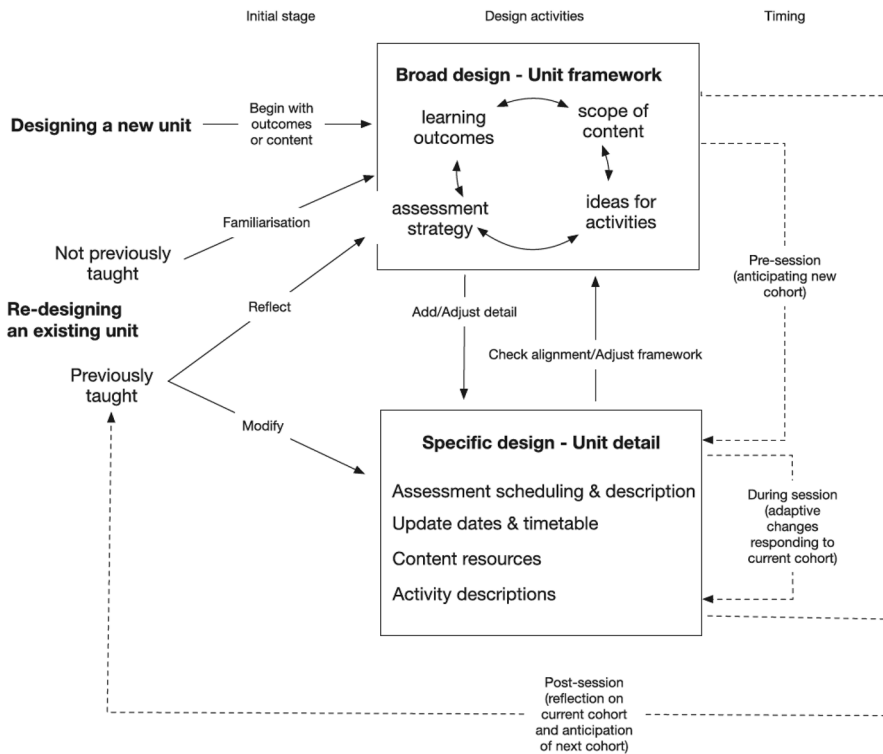 Initial stage
Design activities
Timing
Broad design - Unit framework
learning
outcomes
scope of
content
assessment
strategy
ideas for
activities
Designing a new unit
Begin with
outcomes
or content
Familiarisation
Not previously
taught
Re-designing
an existing unit
Reflect
Previously
taught
Modify
Add/Adjust detail
Check alignment/Adjust framework
Pre-session
(anticipating new
cohort)
Specific design - Unit detail
Assessment scheduling & description
Update dates & timetable
Content resources
Activity descriptions
During session
(adaptive
changes
responding to
current cohort)
Post-session
(reflection on
current cohort
and anticipation
of next cohort)